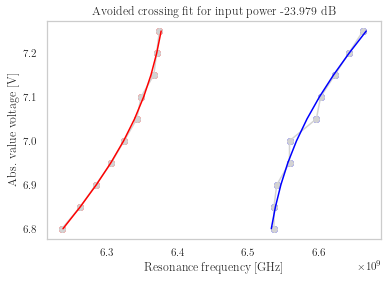 Avoided crossing fit for input power -23.979 dB
Abs. value voltage [V]
7.2
7.1
7.0
6.9
6.8
6.3 6.4 6.5 6.6
×10⁹
Resonance frequency [GHz]